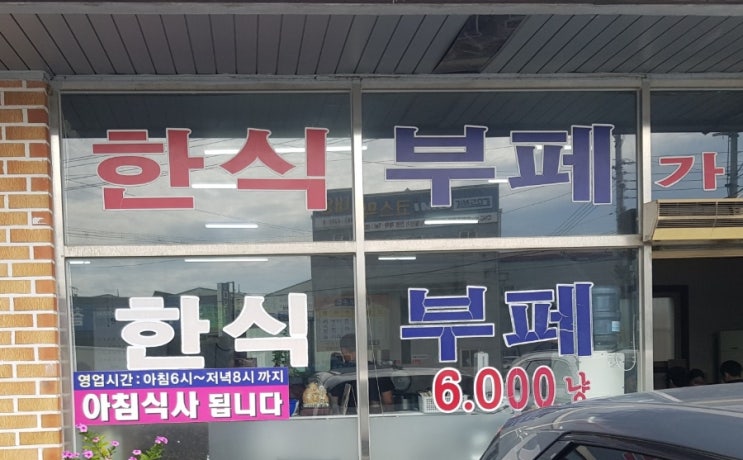 한식 부페 가
한식 부페
영업시간 : 아침6시~저녁8시 까지
아침식사 됩니다
6.000 냥